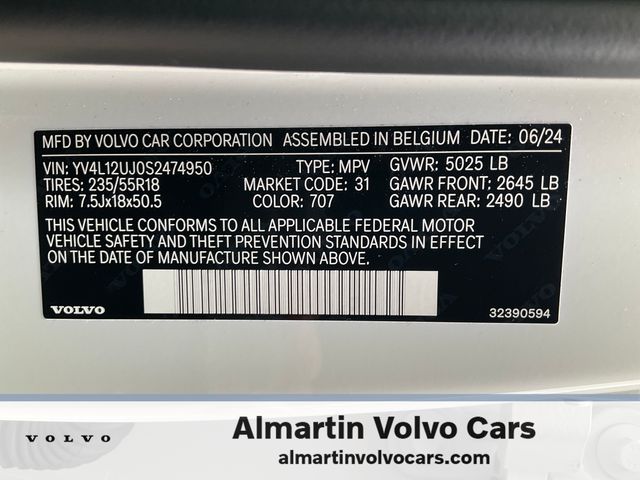 MFD BY VOLVO CAR CORPORATION ASSEMBLED IN BELGIUM DATE: 06/24
VIN: YV4L12UJ0S2474950 TYPE: MPV GVWR: 5025 LB
TIRES: 235/55R18 MARKET CODE: 31 GAWR FRONT: 2645 LB
RIM: 7.5Jx18x50.5 COLOR: 707 GAWR REAR: 2490 LB
THIS VEHICLE CONFORMS TO ALL APPLICABLE FEDERAL MOTOR
VEHICLE SAFETY AND THEFT PREVENTION STANDARDS IN EFFECT
ON THE DATE OF MANUFACTURE SHOWN ABOVE.
VOLVO 32390594
VOLVO Almartin Volvo Cars
almartinvolvocars.com